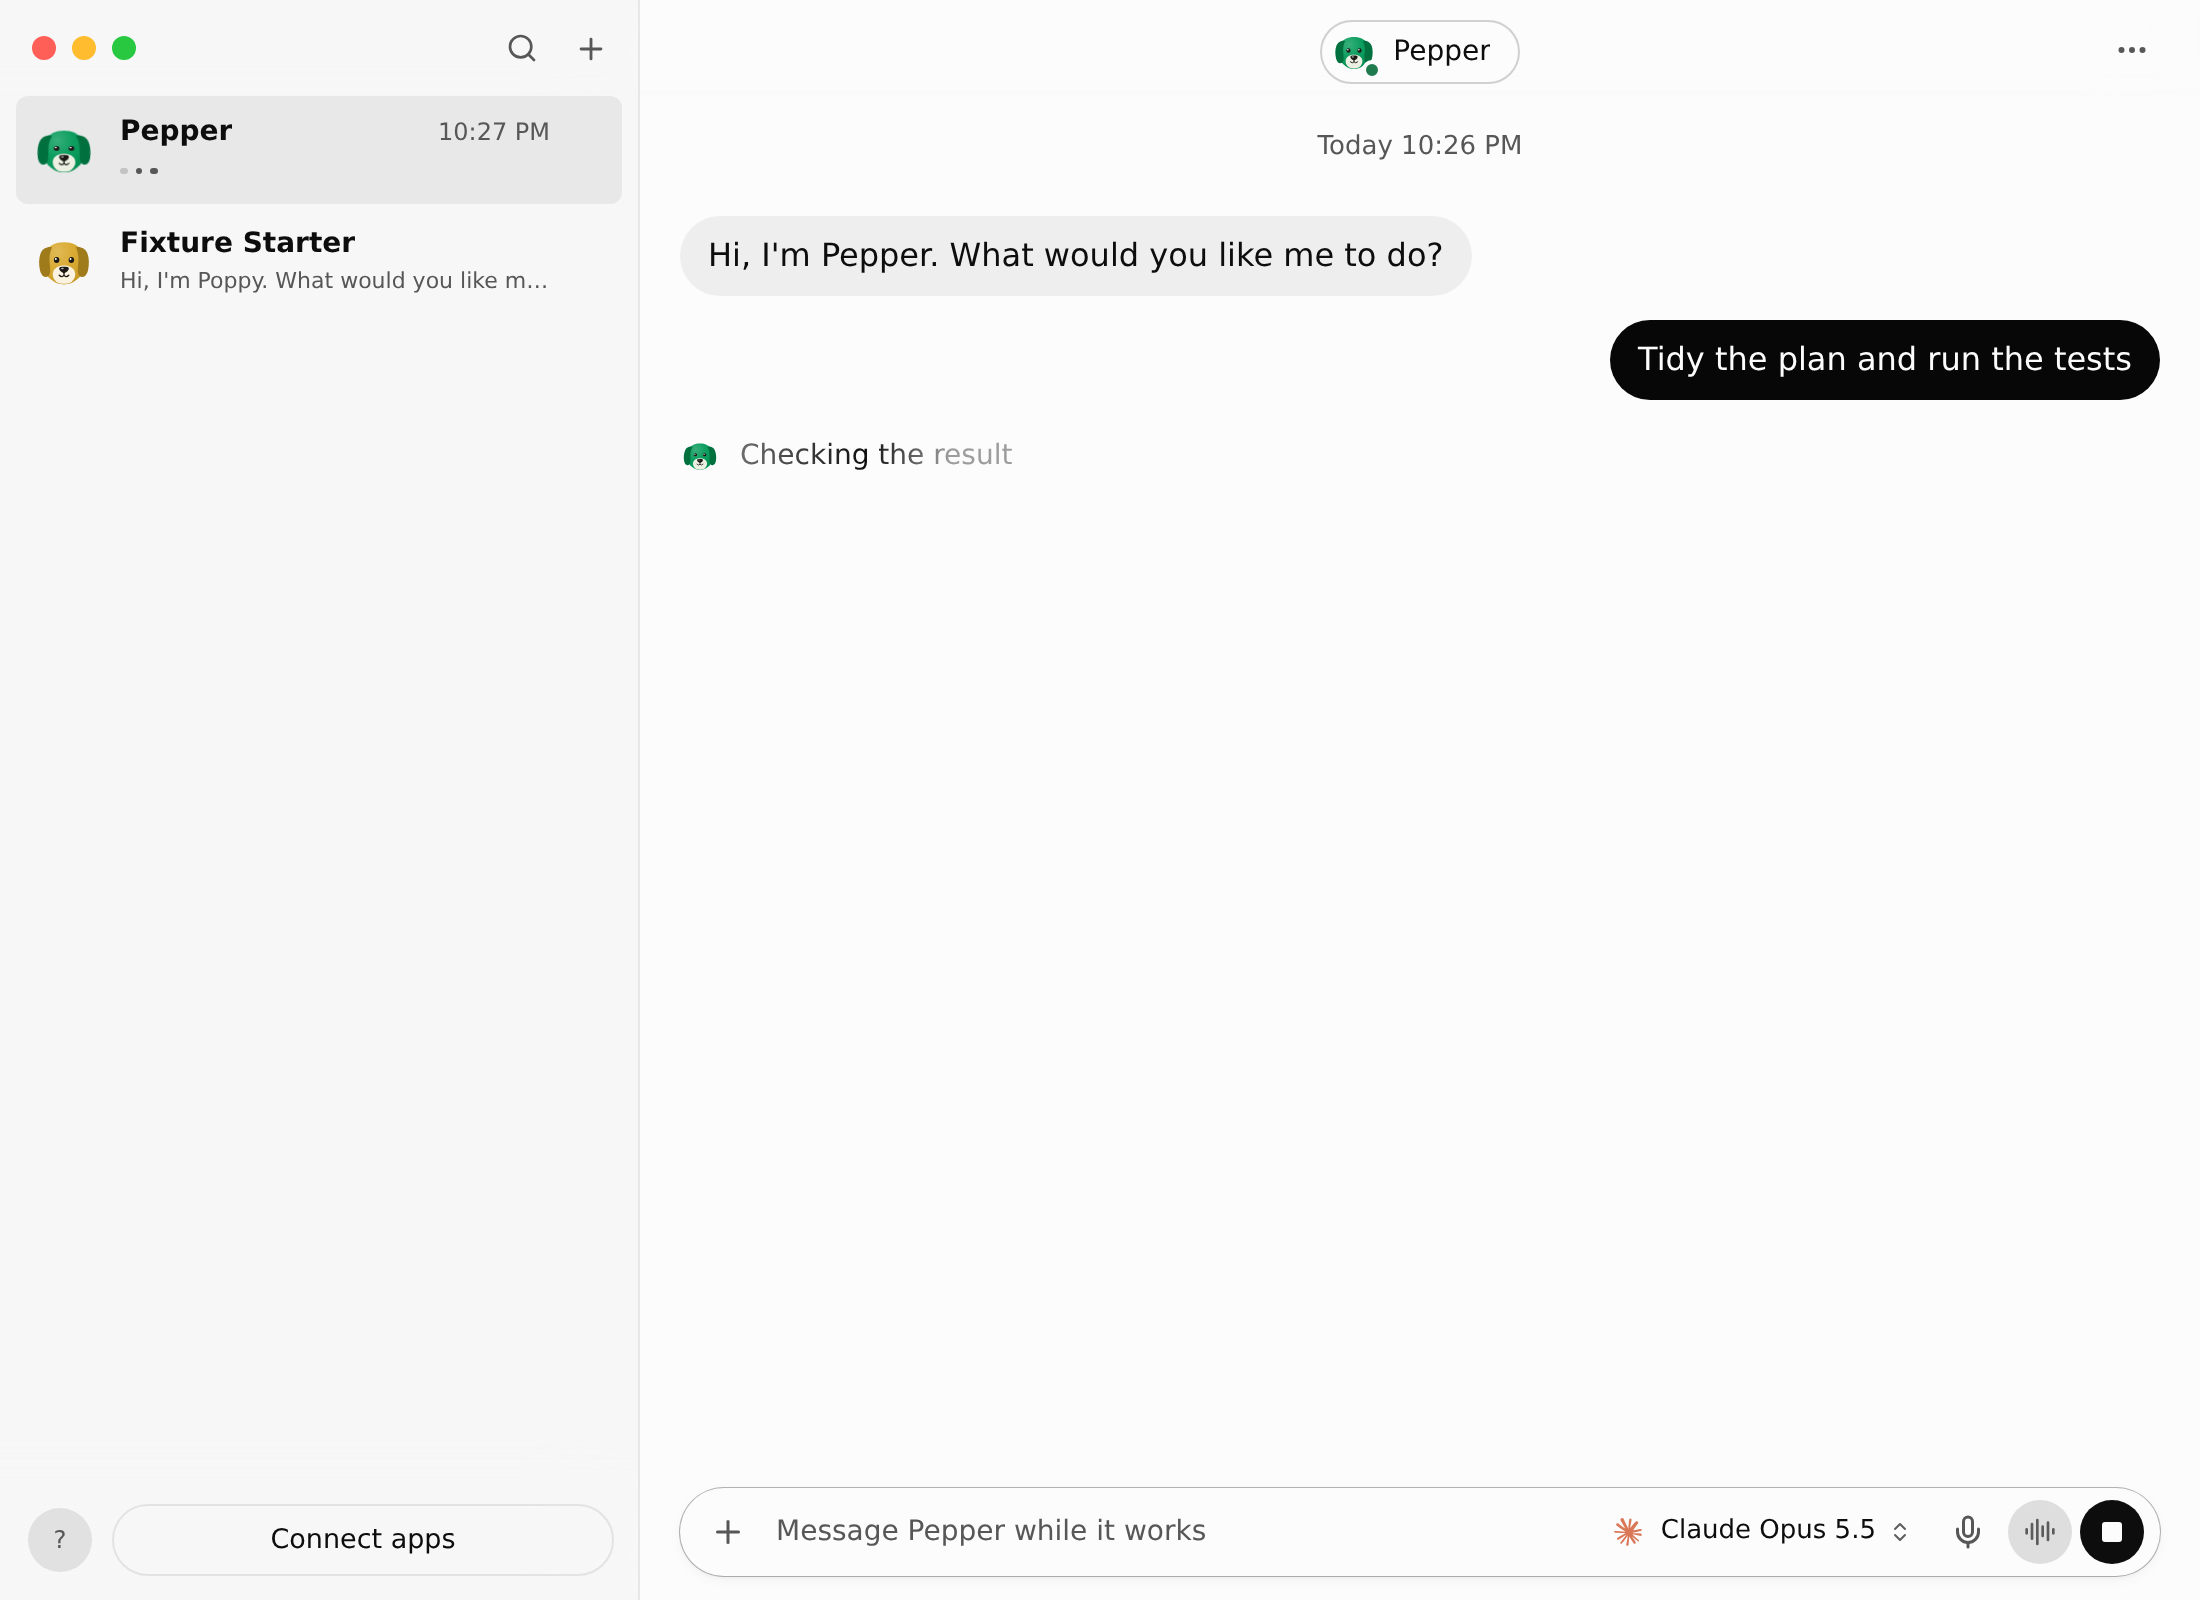 Pepper
10:27 PM
Fixture Starter
Hi, I'm Poppy. What would you like m...
? 
Connect apps
Pepper
Today 10:26 PM
Hi, I'm Pepper. What would you like me to do?
Tidy the plan and run the tests
Checking the result
Message Pepper while it works
Claude Opus 5.5